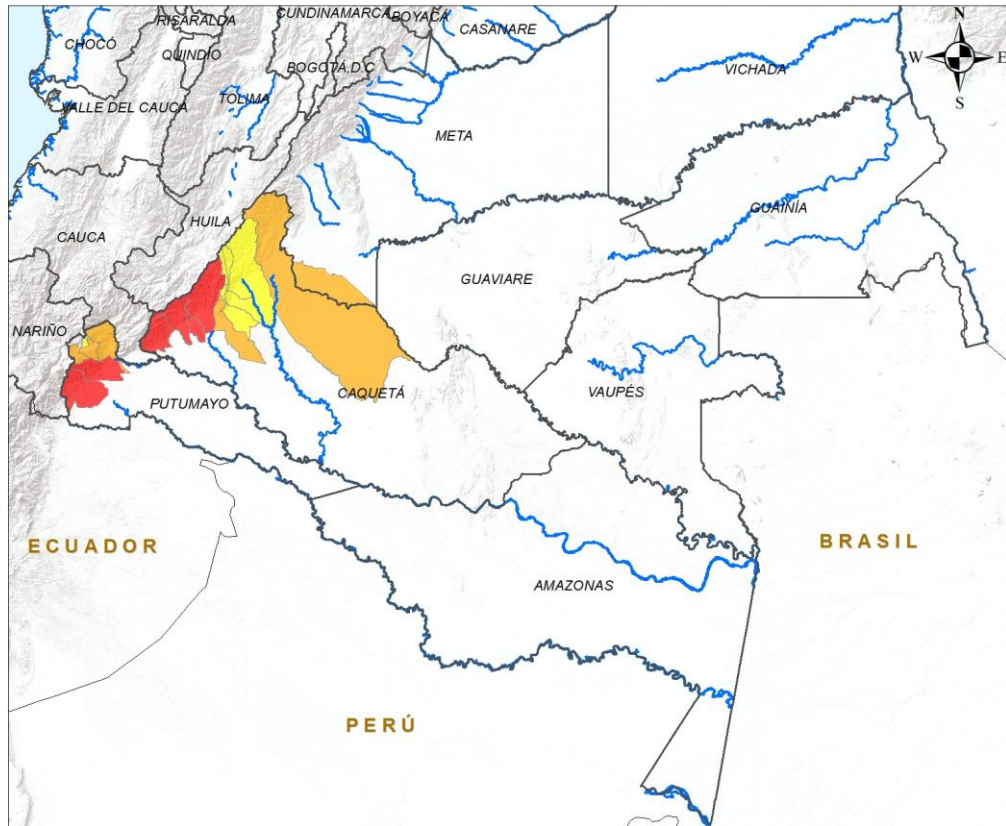 RISARALDA
CUNDINAMARCA
BOYACÁ
CASANARE
N
W
E
S
CHOCÓ
QUINDÍO
BOGOTÁ D.C
VICHADA
VALLE DEL CAUCA
TOLIMA
META
HUILA
GUAINÍA
CAUCA
GUAVIARE
NARIÑO
PUTUMAYO
CAQUETÁ
VAUPÉS
ECUADOR
BRASIL
AMAZONAS
PERÚ